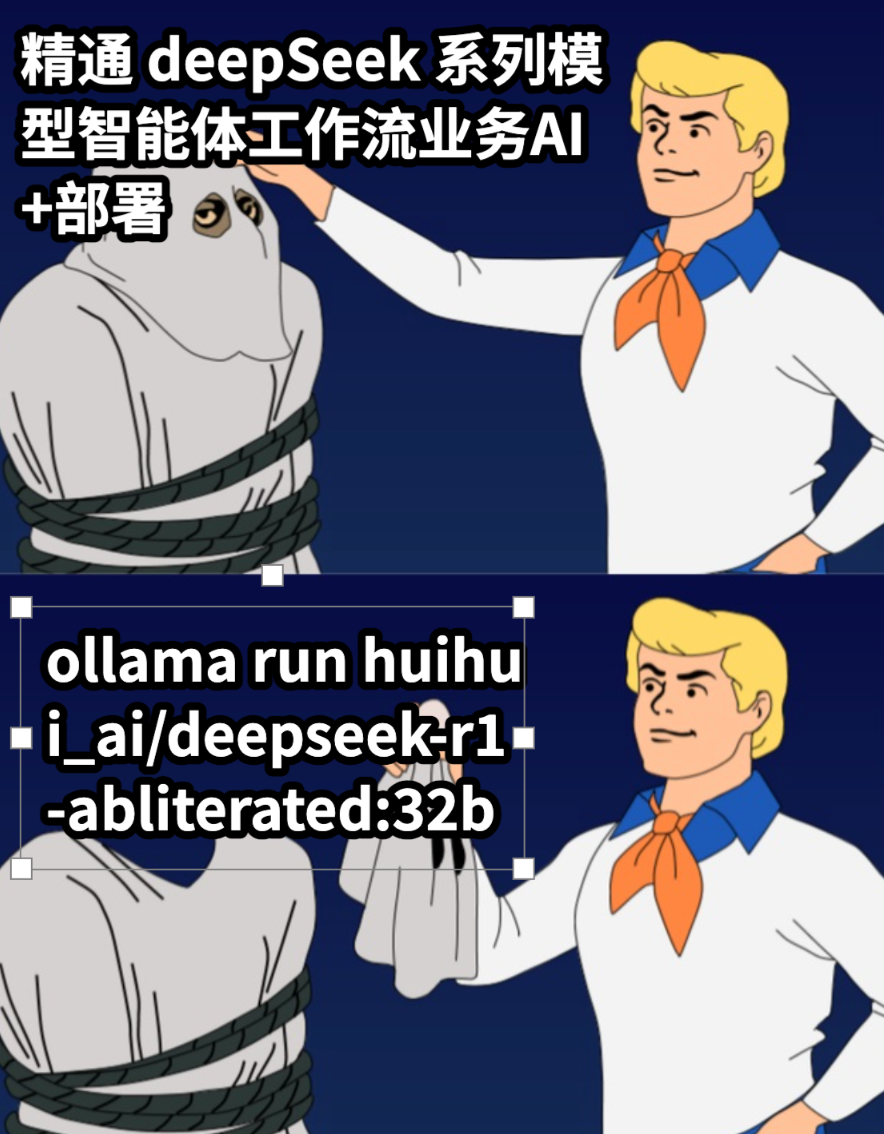 精通 deepSeek 系列模
型智能体工作流业务AI
+部署
ollama run huihu
i_ai/deepseek-r1
-abliterated:32b